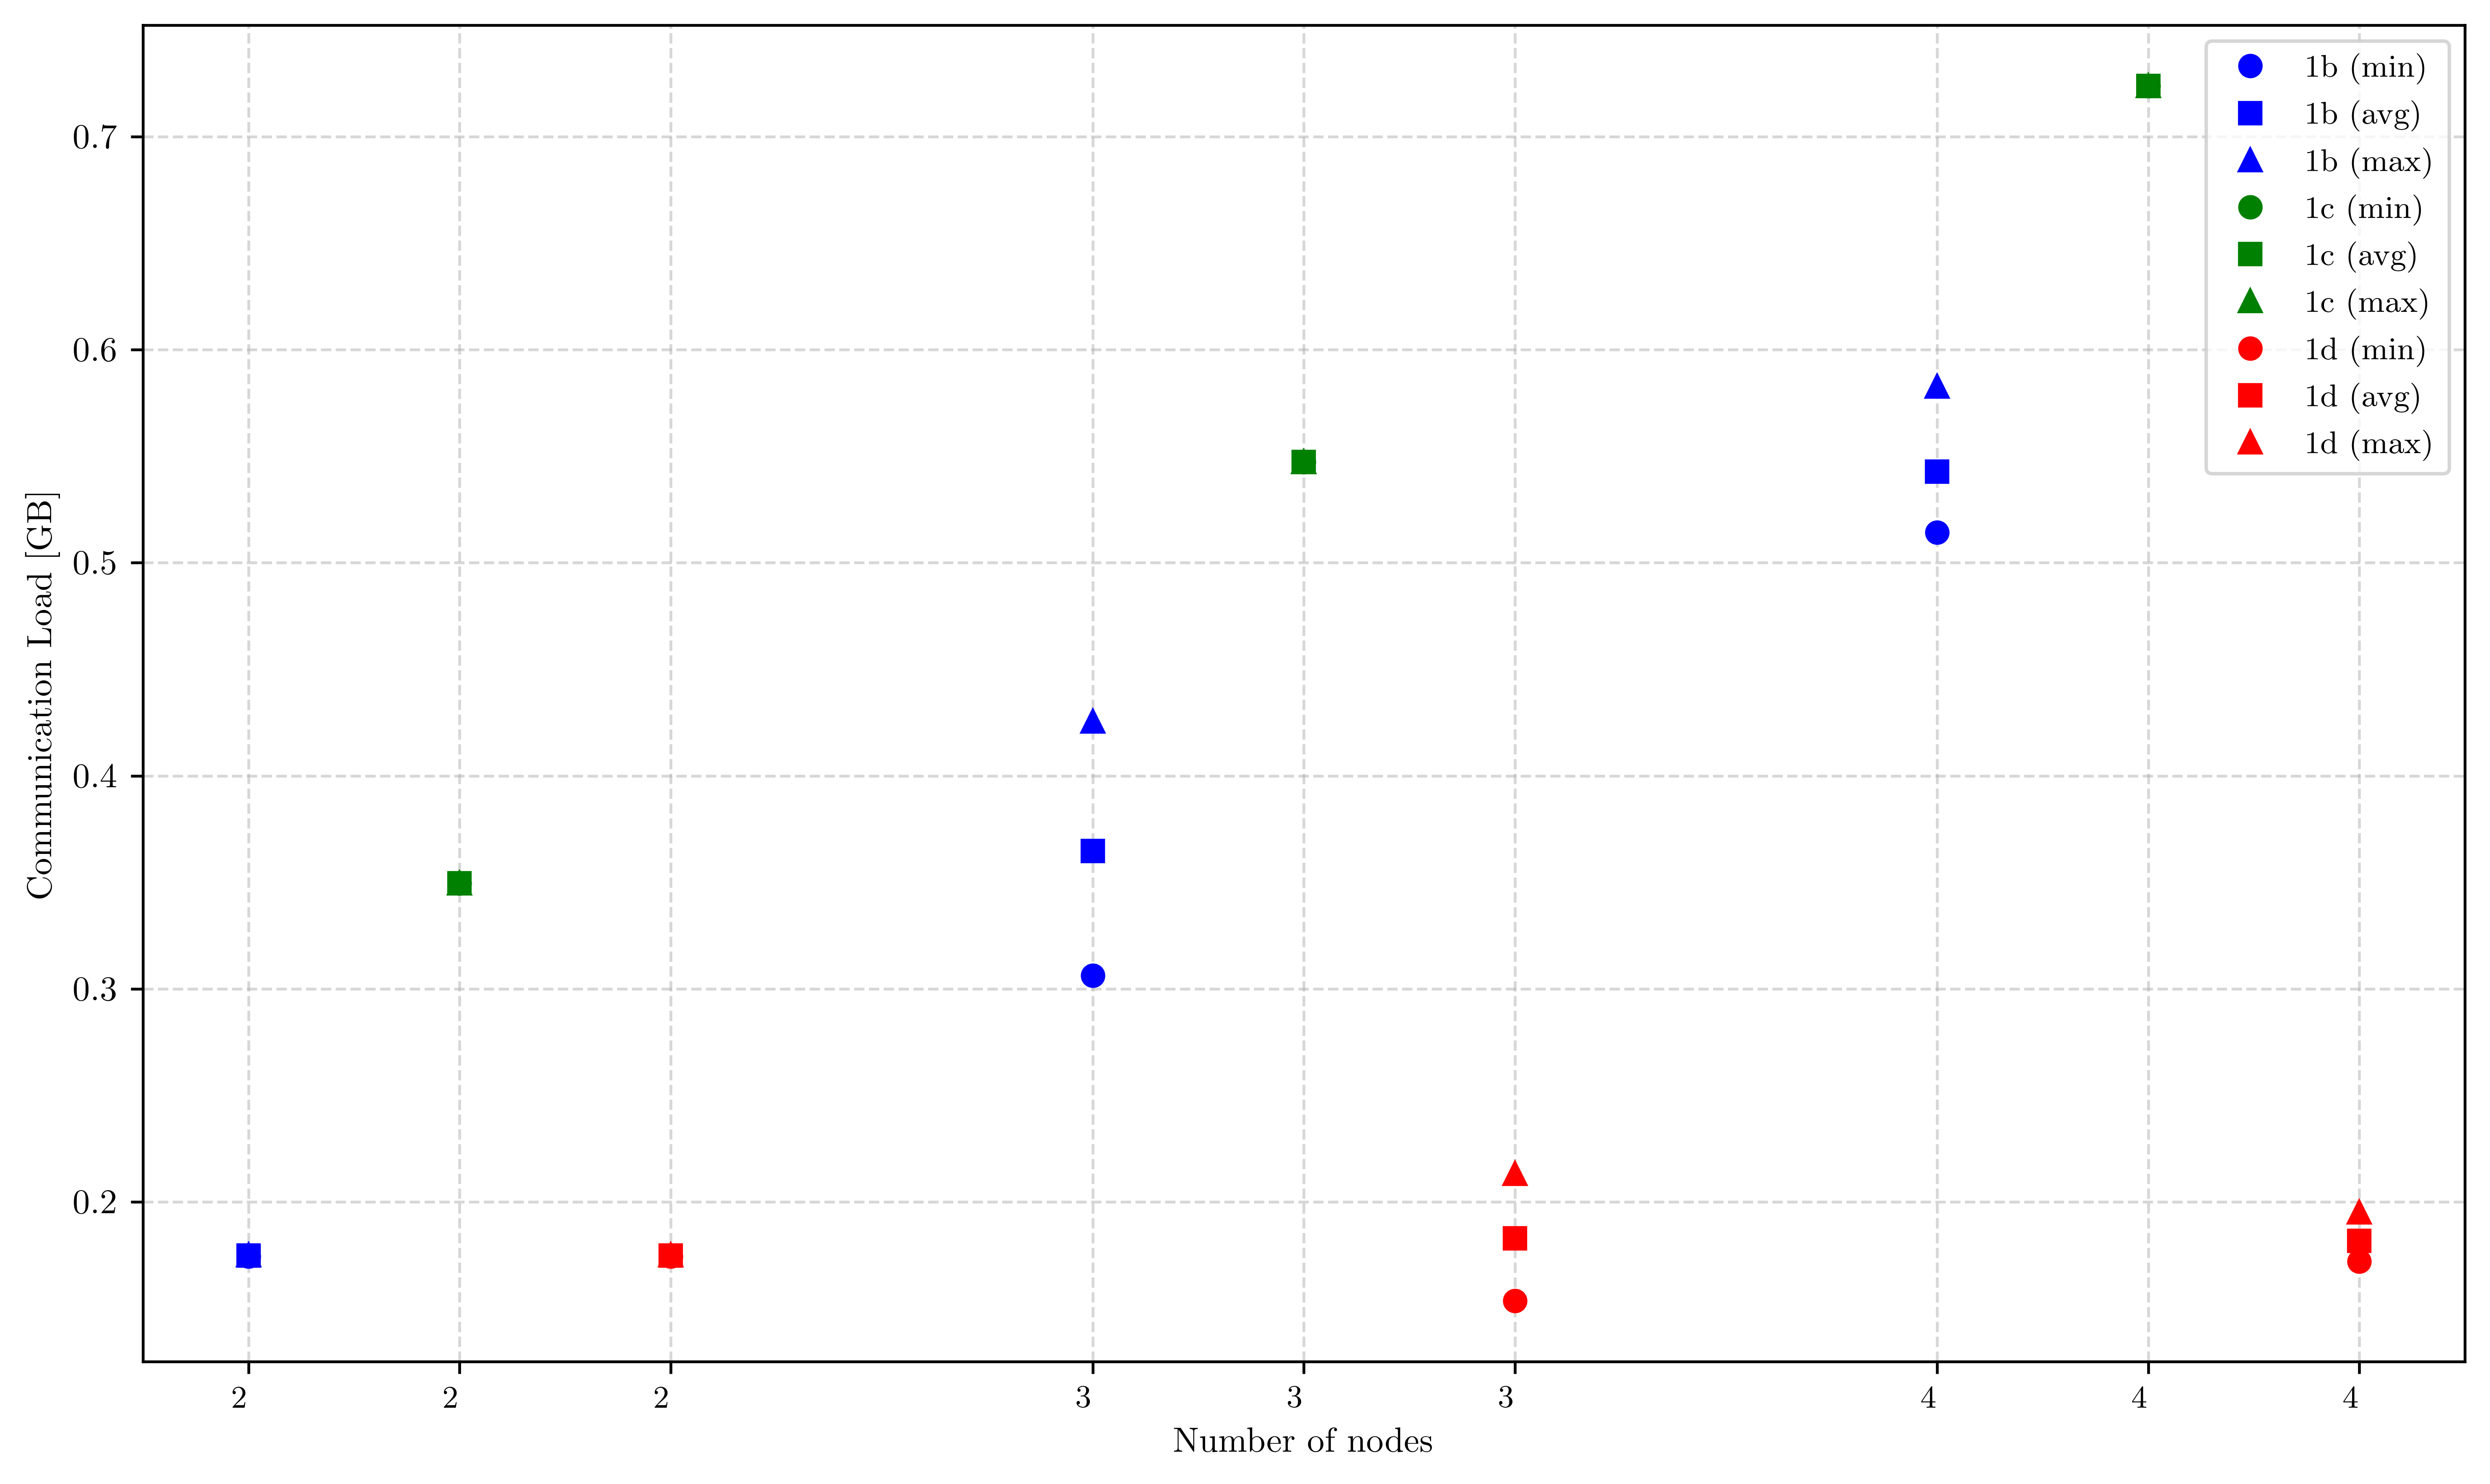 1b (min)
1b (avg)
1b (max)
1c (min)
1c (avg)
1c (max)
1d (min)
1d (avg)
1d (max)
Communication Load [GB]
0.7
0.6
0.5
0.4
0.3
0.2
2 2 2 3 3 3 4 4 4
Number of nodes